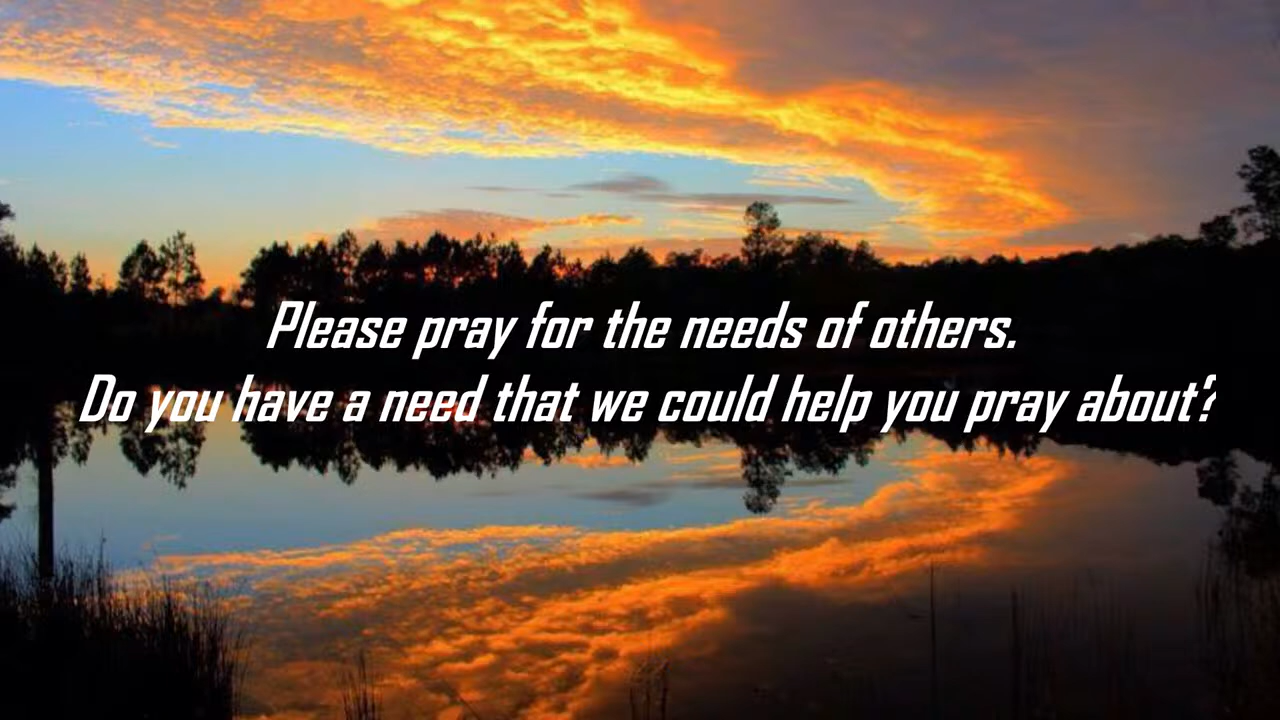 Please pray for the needs of others.
Do you have a need that we could help you pray about?